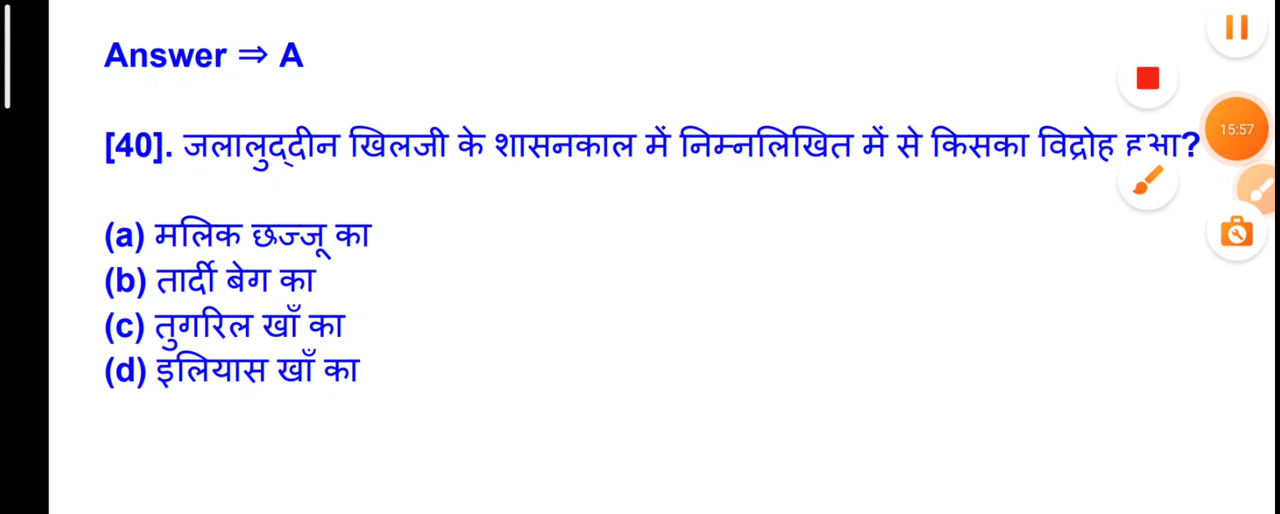 Answer ⇒ A
[40]. जलालुद्दीन खिलजी के शासनकाल में निम्नलिखित में से किसका विद्रोह हुआ?
15:57
(a) मलिक छज्जू का
(b) तार्दी बेग का
(c) तुगरिल खाँ का
(d) इलियास खाँ का